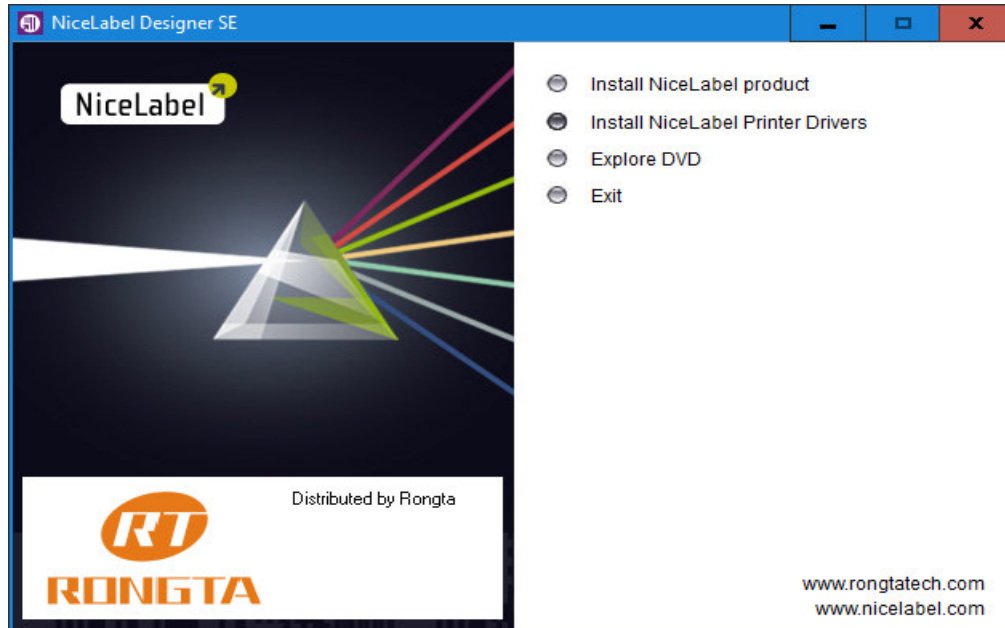 NiceLabel Designer SE
NiceLabel
Install NiceLabel product
Install NiceLabel Printer Drivers
Explore DVD
Exit
Distributed by Rongta
RT
RONGTA
www.rongtatech.com
www.nicelabel.com